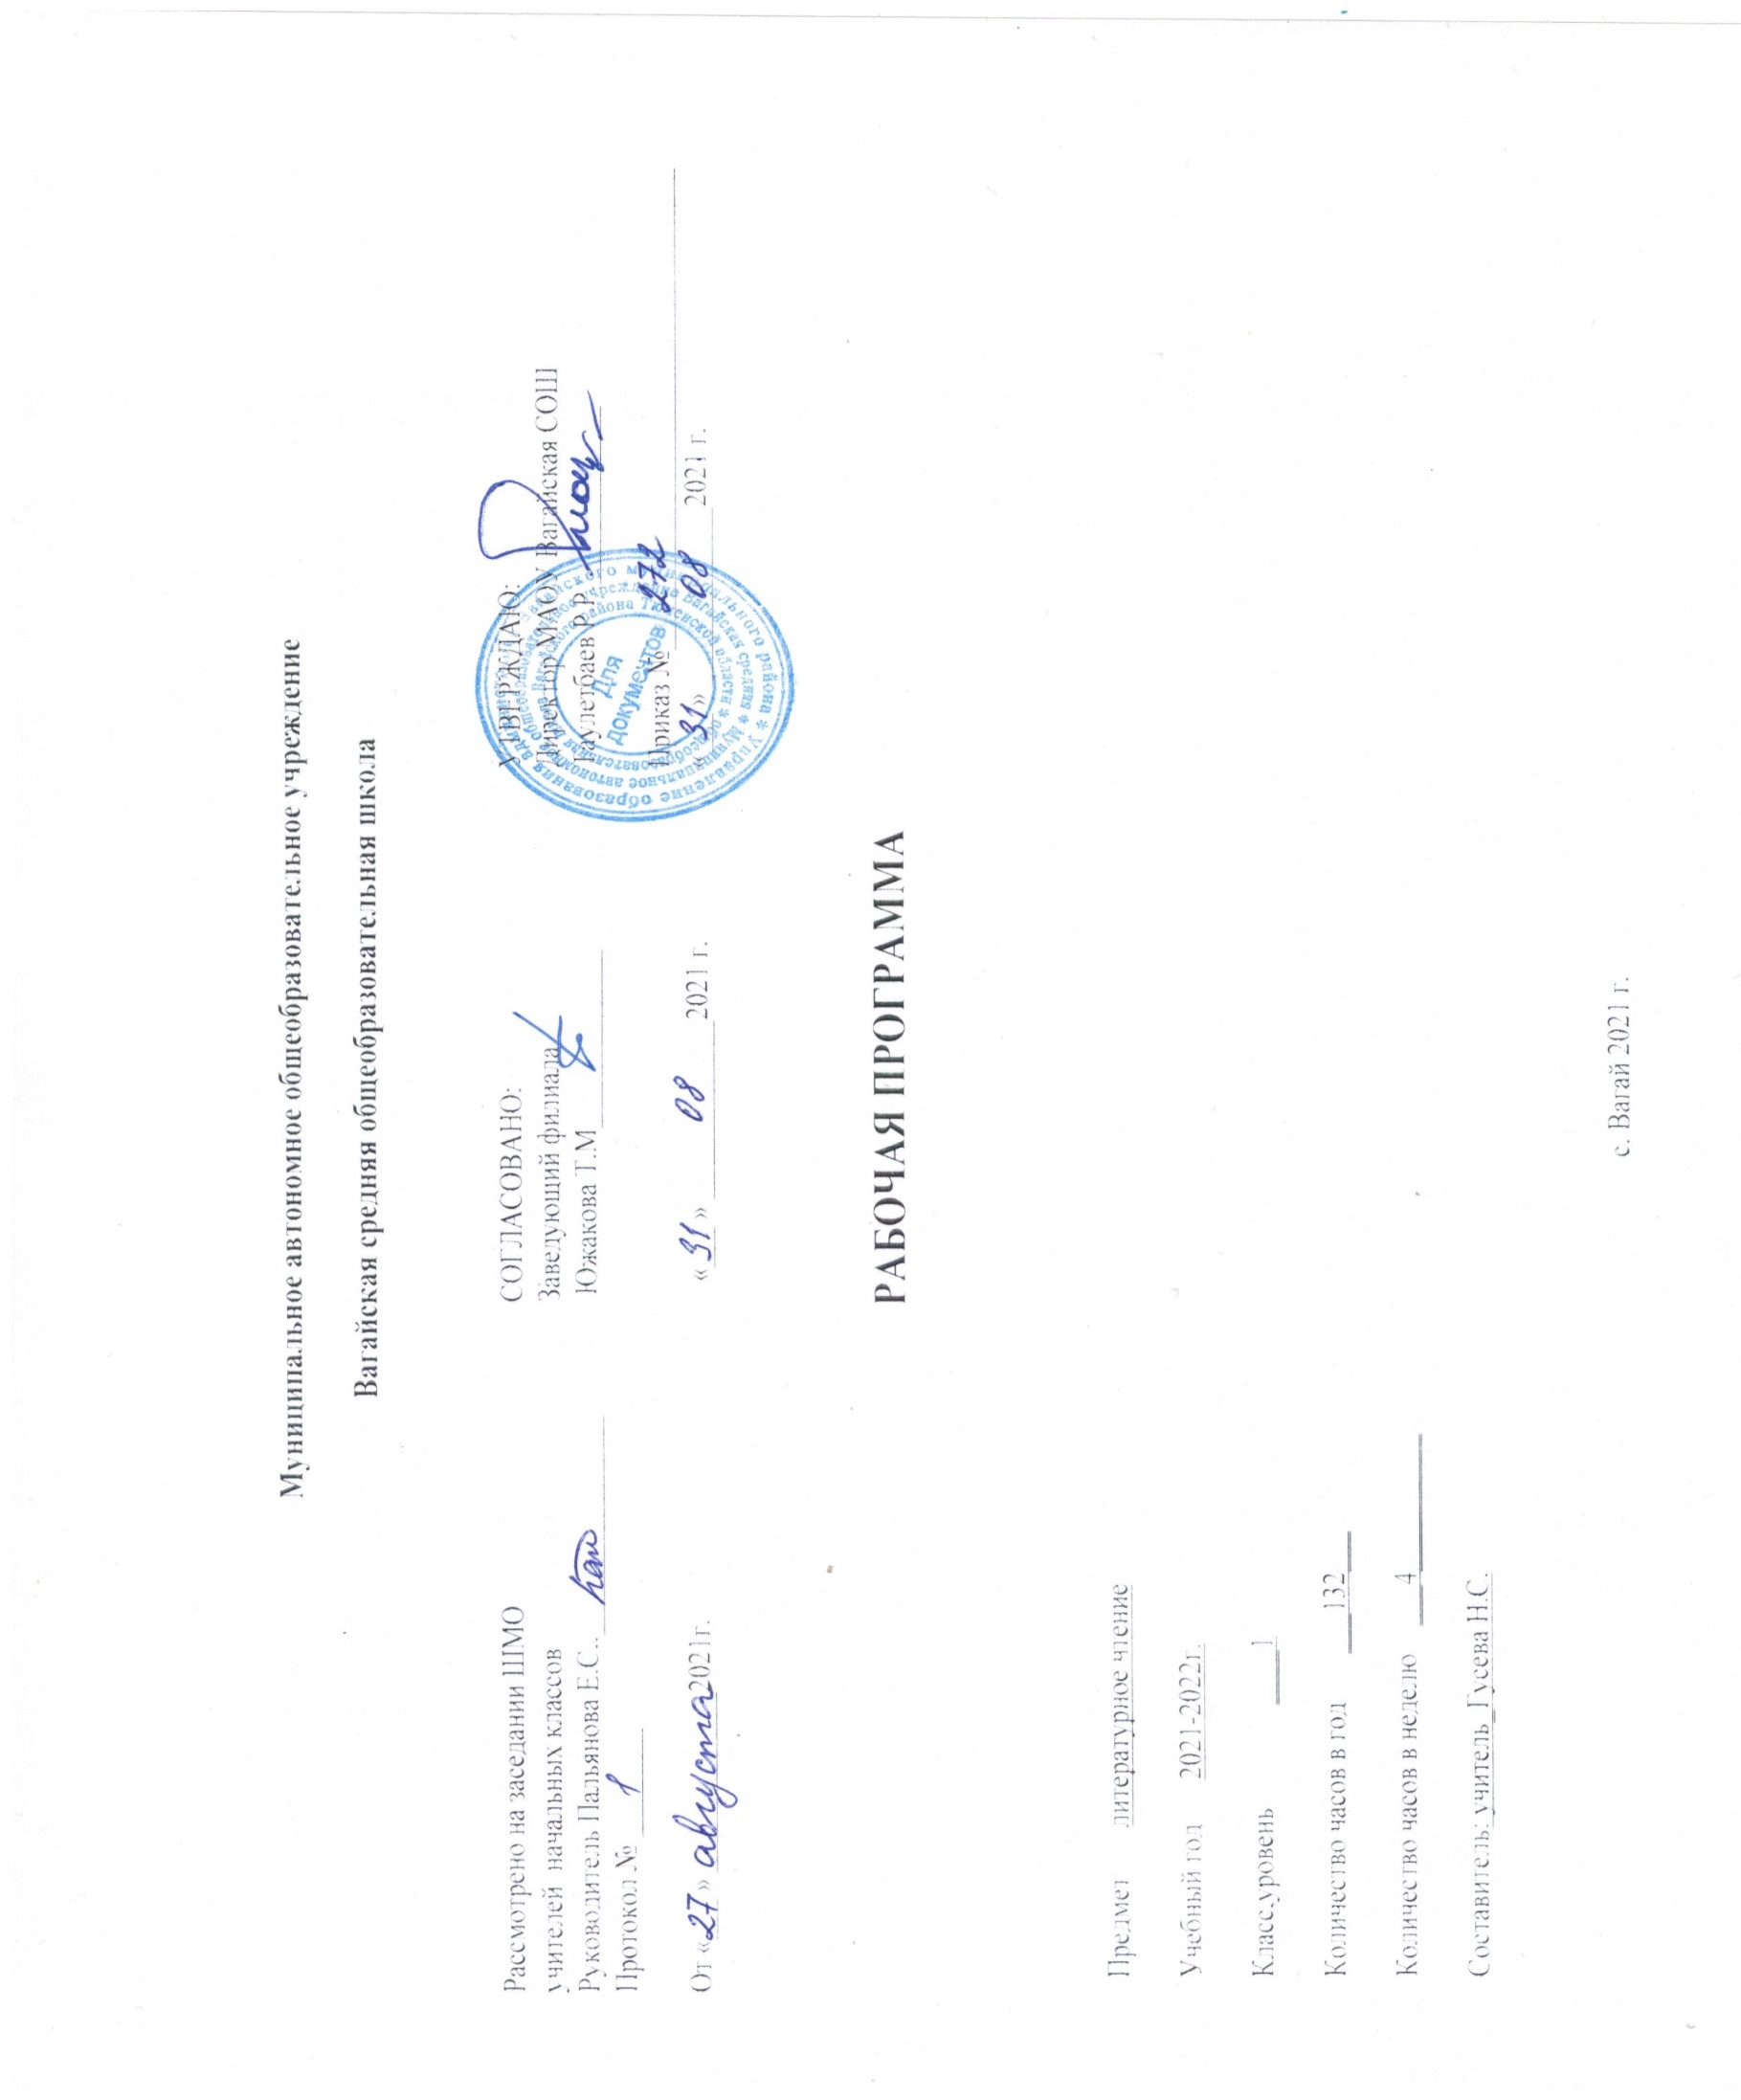 Муниципальное автономное общеобразовательное учреждение
Вагайская средняя общеобразовательная школа
Рассмотрено на заседании ШМО
учителей начальных классов
Руководитель Пальянова Е.С..
Протокол № 1
От «27» августа 2021г.
СОГЛАСОВАНО:
Заведующий филиала
Южакова Т.М
«31» 08 2021 г.
УТВЕРЖДАЮ:
Директор МАОУ Вагайская СОШ
Каулетбаев Р.Р.
Приказ № 272
«31» 08 2021 г.
Для
документов
РАБОЧАЯ ПРОГРАММА
Предмет литературное чтение
Учебный год 2021-2022г.
Класс.уровень 1
Количество часов в год 132
Количество часов в неделю 4
Составитель: учитель Гусева Н.С.
с. Вагай 2021 г.